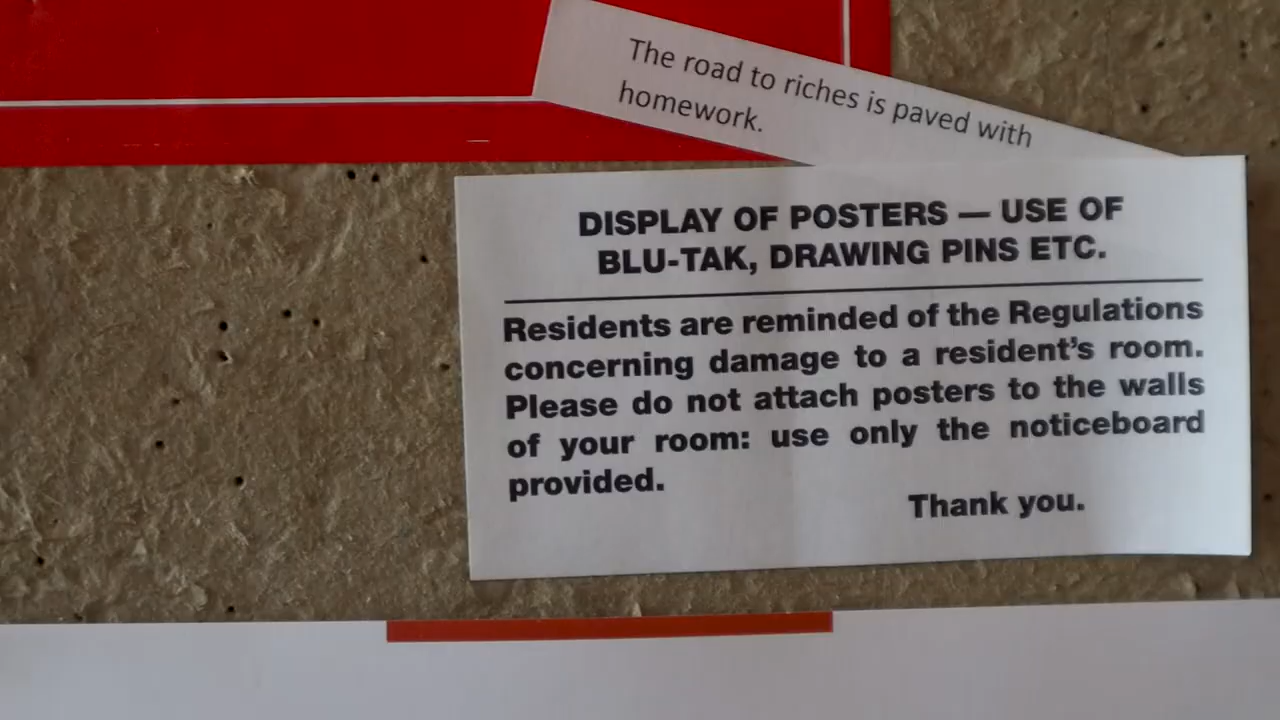 The road to riches is paved with
homework.
DISPLAY OF POSTERS — USE OF
BLU-TAK, DRAWING PINS ETC.
Residents are reminded of the Regulations
concerning damage to a resident's room.
Please do not attach posters to the walls
of your room: use only the noticeboard
provided.
Thank you.